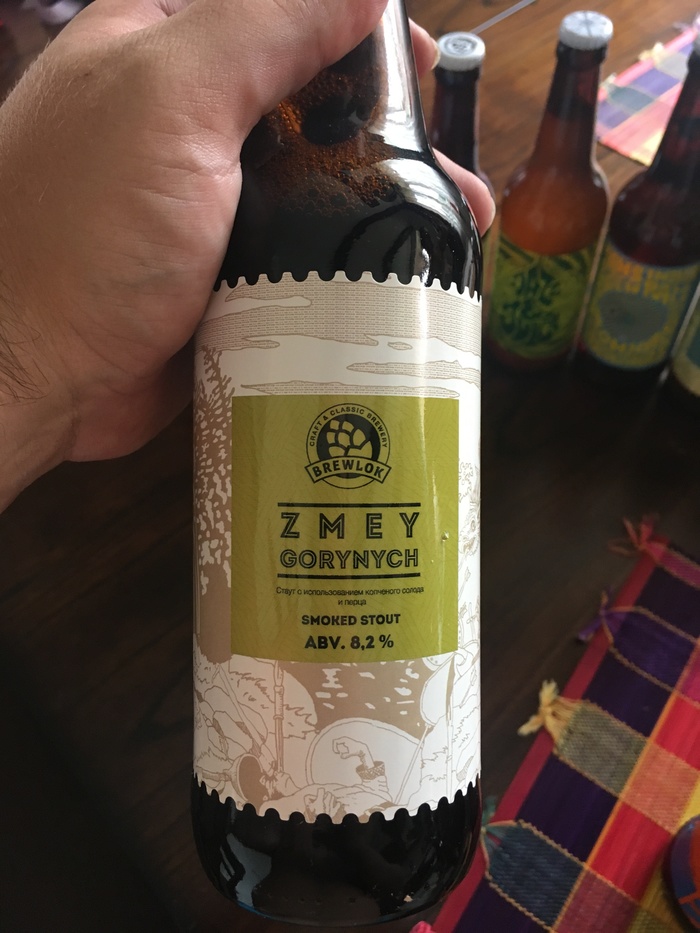 CRAFT & CLASSIC BREWERY
BREWLOK
ZMEY
GORYNYCH
Стаут с использованием копченого солода
и перца
SMOKED STOUT
ABV. 8,2 %